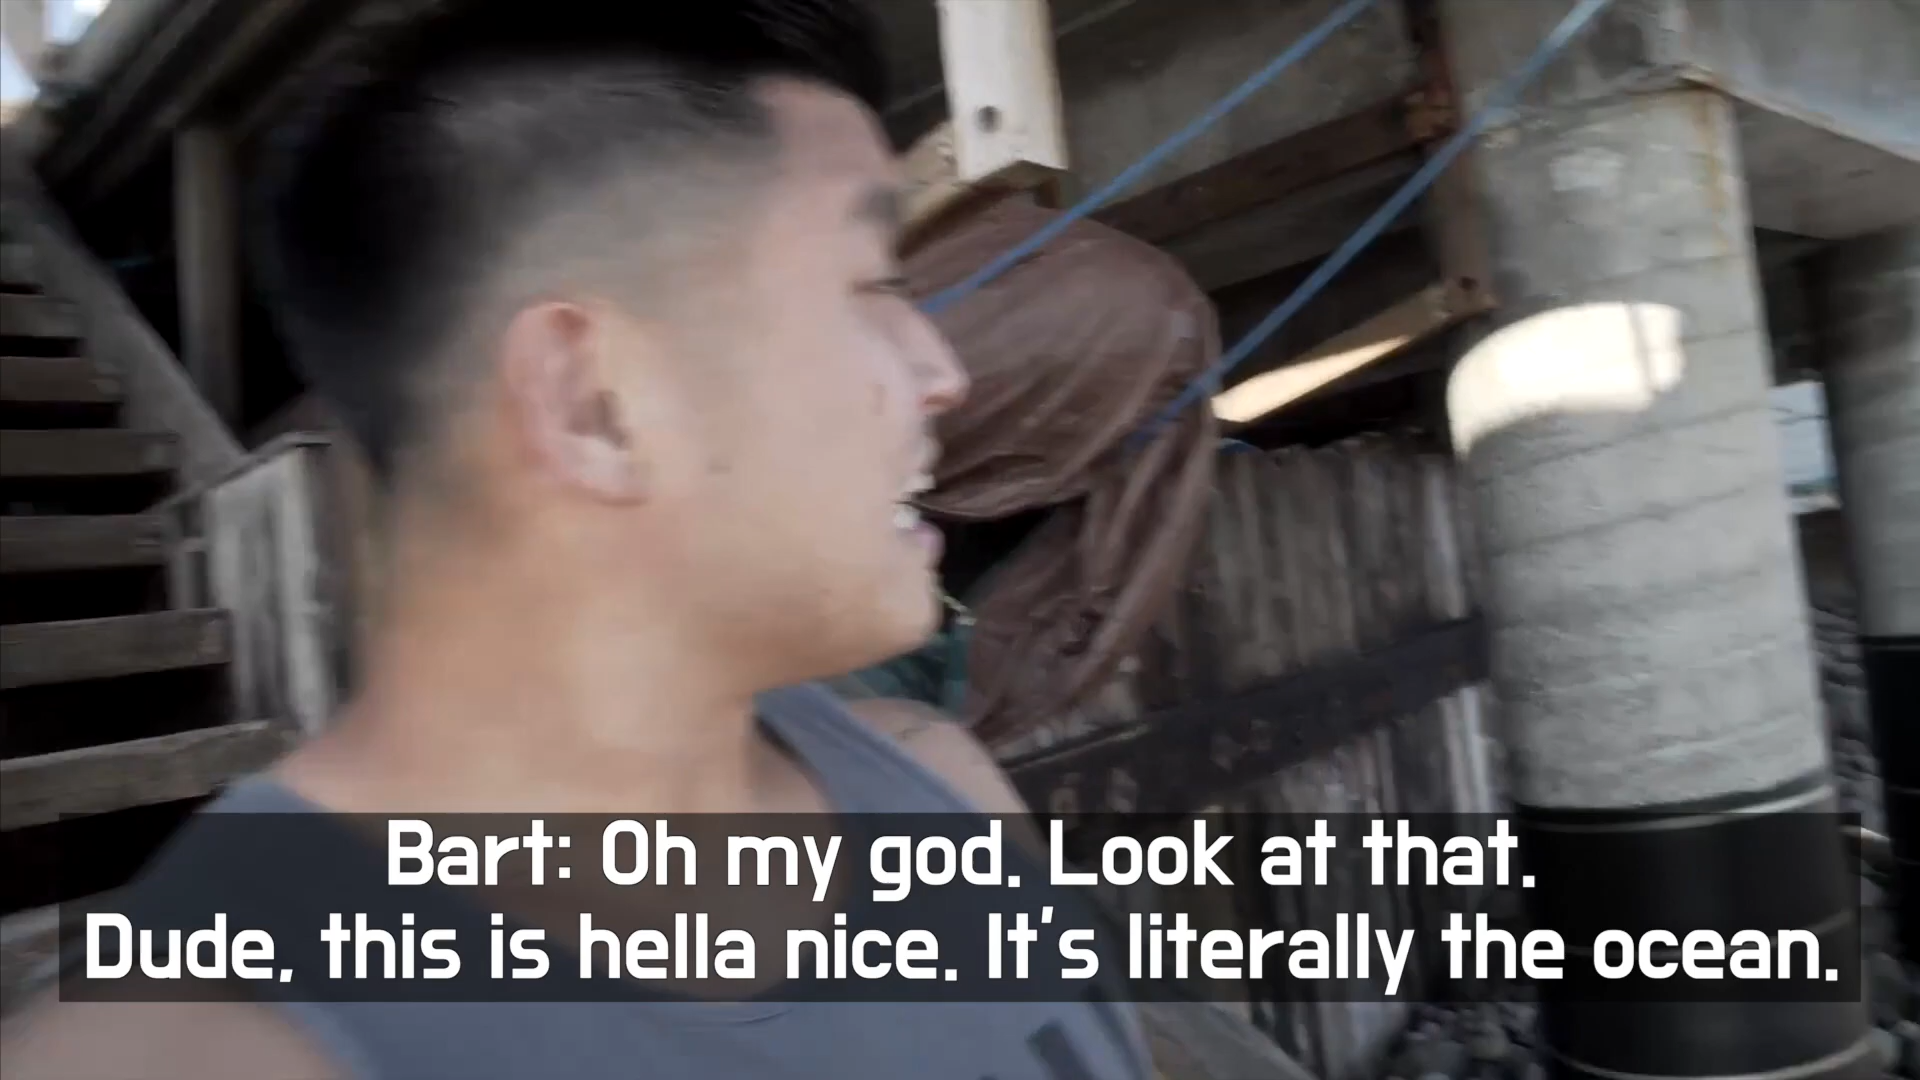 Bart: Oh my god. Look at that.
Dude, this is hella nice. It's literally the ocean.